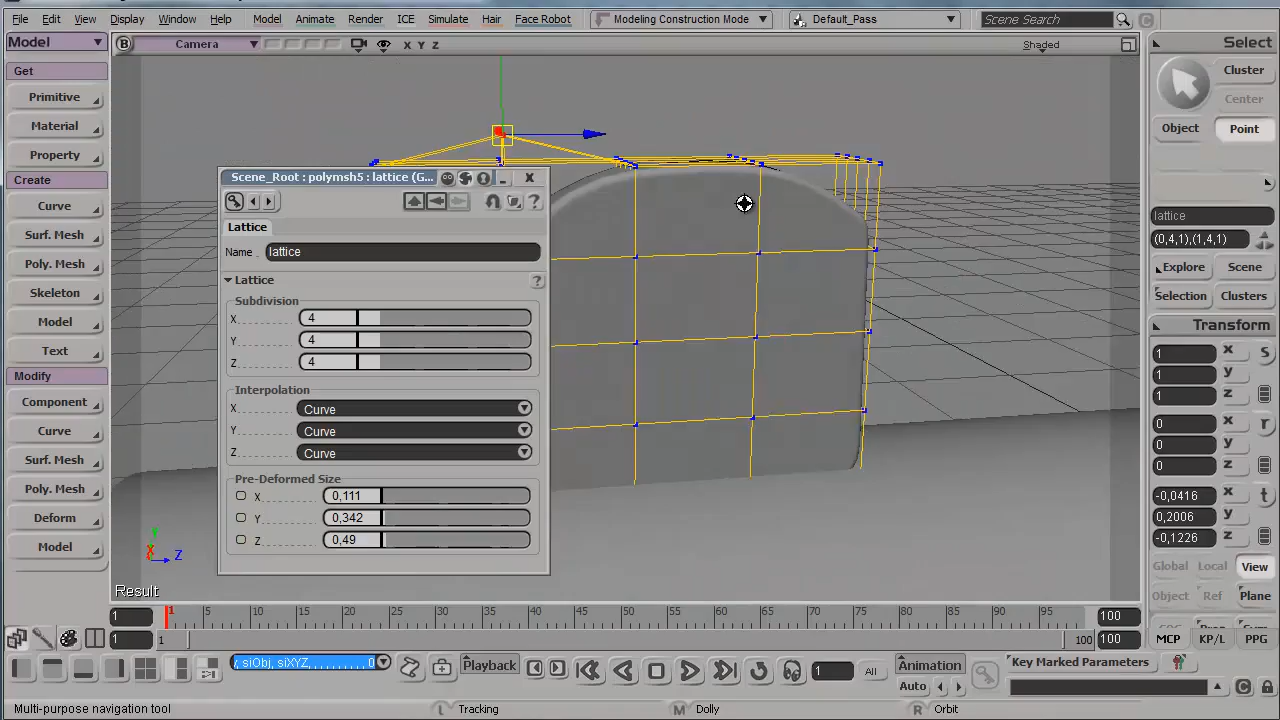 File Edit View Display Window Help Model Animate Render ICE Simulate Hair Face Robot Modeling Construction Mode Default_Pass Scene Search
Model
B Camera X Y Z Shaded
Select
Get
Primitive
Material
Property
Create
Curve
Surf. Mesh
Poly. Mesh
Skeleton
Model
Text
Modify
Component
Curve
Surf. Mesh
Poly. Mesh
Deform
Model
Scene_Root : polymsh5 : lattice (G...
Lattice
Name lattice
Lattice
Subdivision
X 4
Y 4
Z 4
Interpolation
X Curve
Y Curve
Z Curve
Pre-Deformed Size
X 0,111
Y 0,342
Z 0,49
Y
X
Z
Result
Cluster
Center
Object Point
lattice
(0,4,1),(1,4,1)
Explore Scene
Selection Clusters
Transform
1 x s
1 y
1 z
0 x r
0 y
0 z
-0,0416 x t
0,2006 y
-0,1226 z
Global Local View
Object Ref Plane
MCP KP/L PPG
1 1 5 10 15 20 25 30 35 40 45 50 55 60 65 70 75 80 85 90 95 100
1 1 100 100
, siObj, siXYZ, 0 Playback 1 All Animation Key Marked Parameters
Auto
Multi-purpose navigation tool L Tracking M Dolly R Orbit